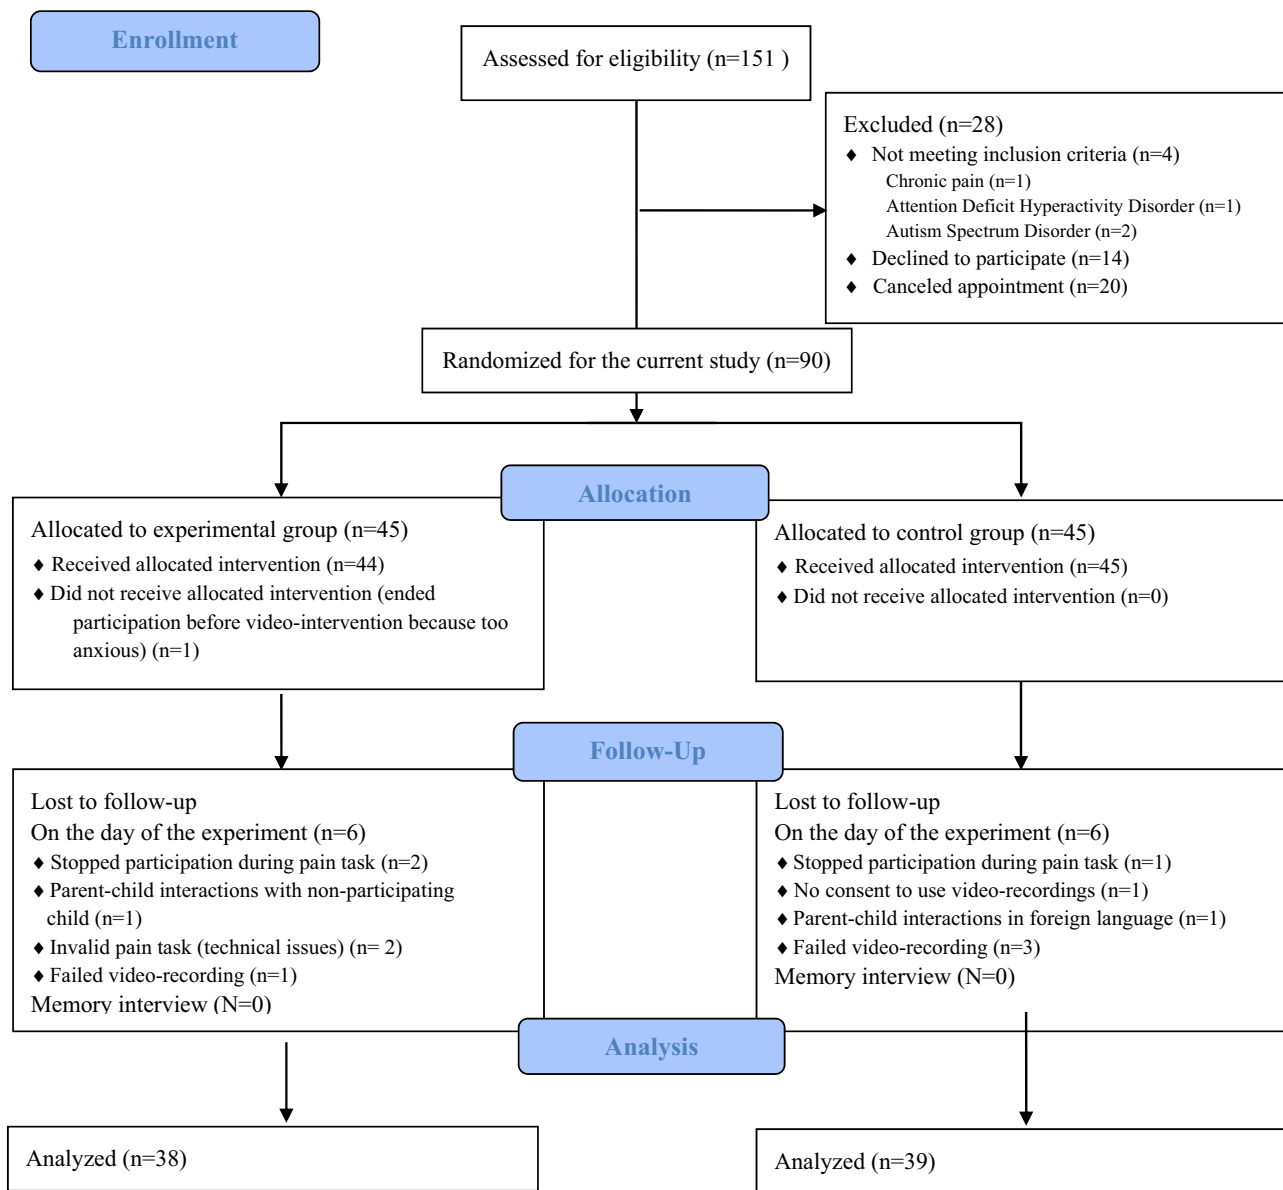 Enrollment
Assessed for eligibility (n=151 )
Excluded (n=28)
♦ Not meeting inclusion criteria (n=4)
Chronic pain (n=1)
Attention Deficit Hyperactivity Disorder (n=1)
Autism Spectrum Disorder (n=2)
♦ Declined to participate (n=14)
♦ Canceled appointment (n=20)
Randomized for the current study (n=90)
Allocation
Allocated to experimental group (n=45)
♦ Received allocated intervention (n=44)
♦ Did not receive allocated intervention (ended
participation before video-intervention because too
anxious) (n=1)
Allocated to control group (n=45)
♦ Received allocated intervention (n=45)
♦ Did not receive allocated intervention (n=0)
Follow-Up
Lost to follow-up
On the day of the experiment (n=6)
♦ Stopped participation during pain task (n=2)
♦ Parent-child interactions with non-participating
child (n=1)
♦ Invalid pain task (technical issues) (n= 2)
♦ Failed video-recording (n=1)
Memory interview (N=0)
Lost to follow-up
On the day of the experiment (n=6)
♦ Stopped participation during pain task (n=1)
♦ No consent to use video-recordings (n=1)
♦ Parent-child interactions in foreign language (n=1)
♦ Failed video-recording (n=3)
Memory interview (N=0)
Analysis
Analyzed (n=38)
Analyzed (n=39)